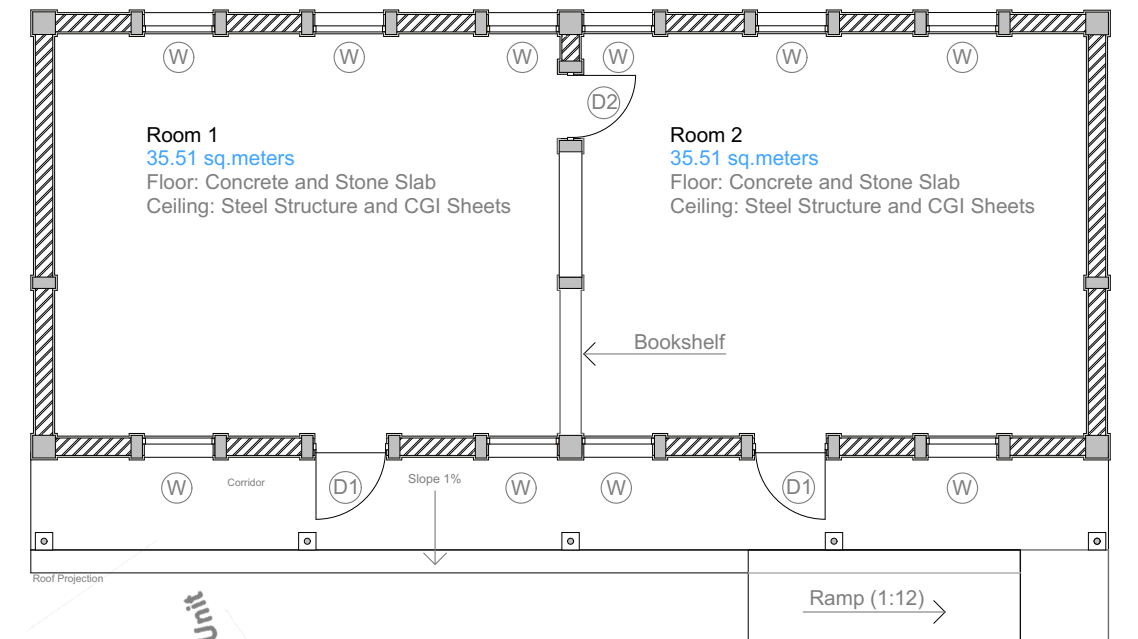 W W W W W W
D2
Room 1
35.51 sq.meters
Floor: Concrete and Stone Slab
Ceiling: Steel Structure and CGI Sheets
Room 2
35.51 sq.meters
Floor: Concrete and Stone Slab
Ceiling: Steel Structure and CGI Sheets
Bookshelf
W Corridor D1 Slope 1% W W D1 W
Roof Projection
Unit
Ramp (1:12)